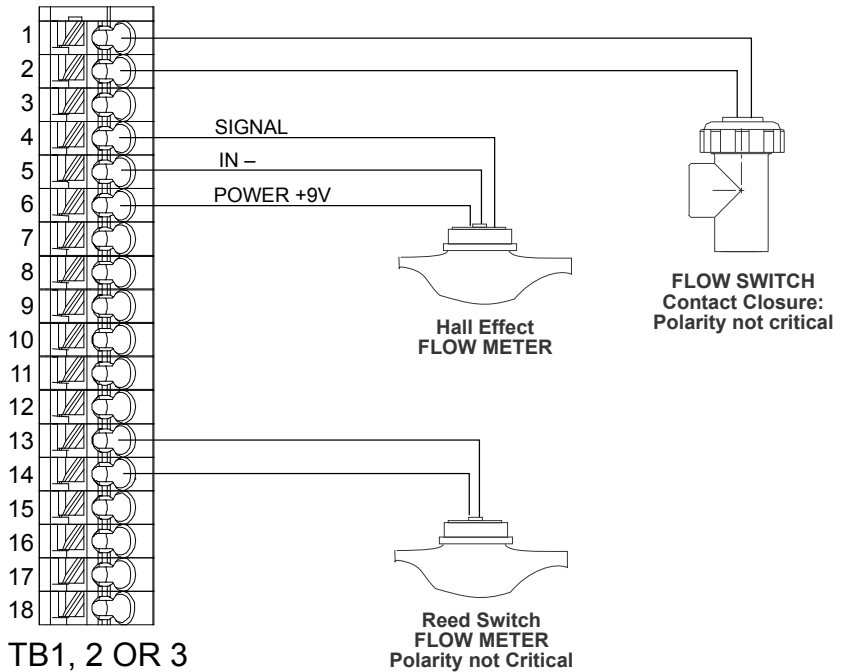 1
2
3
4
5
6
7
8
9
10
11
12
13
14
15
16
17
18
TB1, 2 OR 3
SIGNAL
IN –
POWER +9V
Hall Effect
FLOW METER
FLOW SWITCH
Contact Closure:
Polarity not critical
Reed Switch
FLOW METER
Polarity not Critical